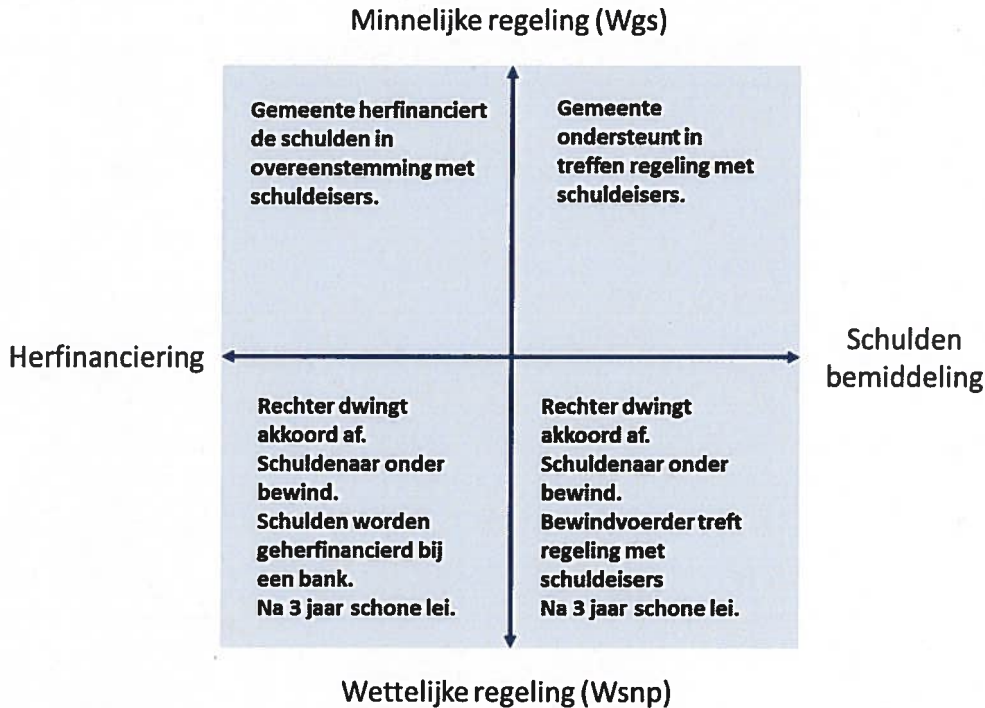 Minnelijke regeling (Wgs)
Gemeente herfinanciert
de schulden in
overeenstemming met
schuldeisers.
Gemeente
ondersteunt in
treffen regeling met
schuldeisers.
Herfinanciering
Schulden
bemiddeling
Rechter dwingt
akkoord af.
Schuldenaar onder
bewind.
Schulden worden
geherfinancierd bij
een bank.
Na 3 jaar schone lei.
Rechter dwingt
akkoord af.
Schuldenaar onder
bewind.
Bewindvoerder treft
regeling met
schuldeisers
Na 3 jaar schone lei.
Wettelijke regeling (Wsnp)